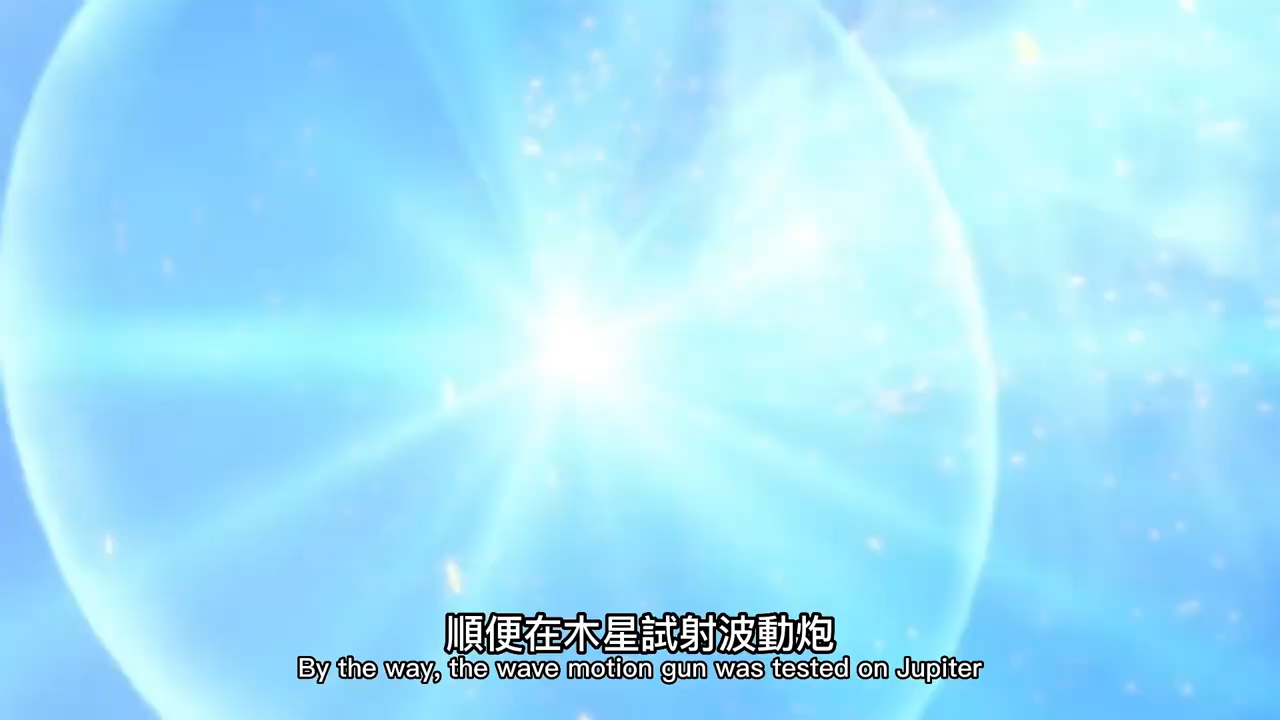 順便在木星試射波動炮
By the way, the wave motion gun was tested on Jupiter